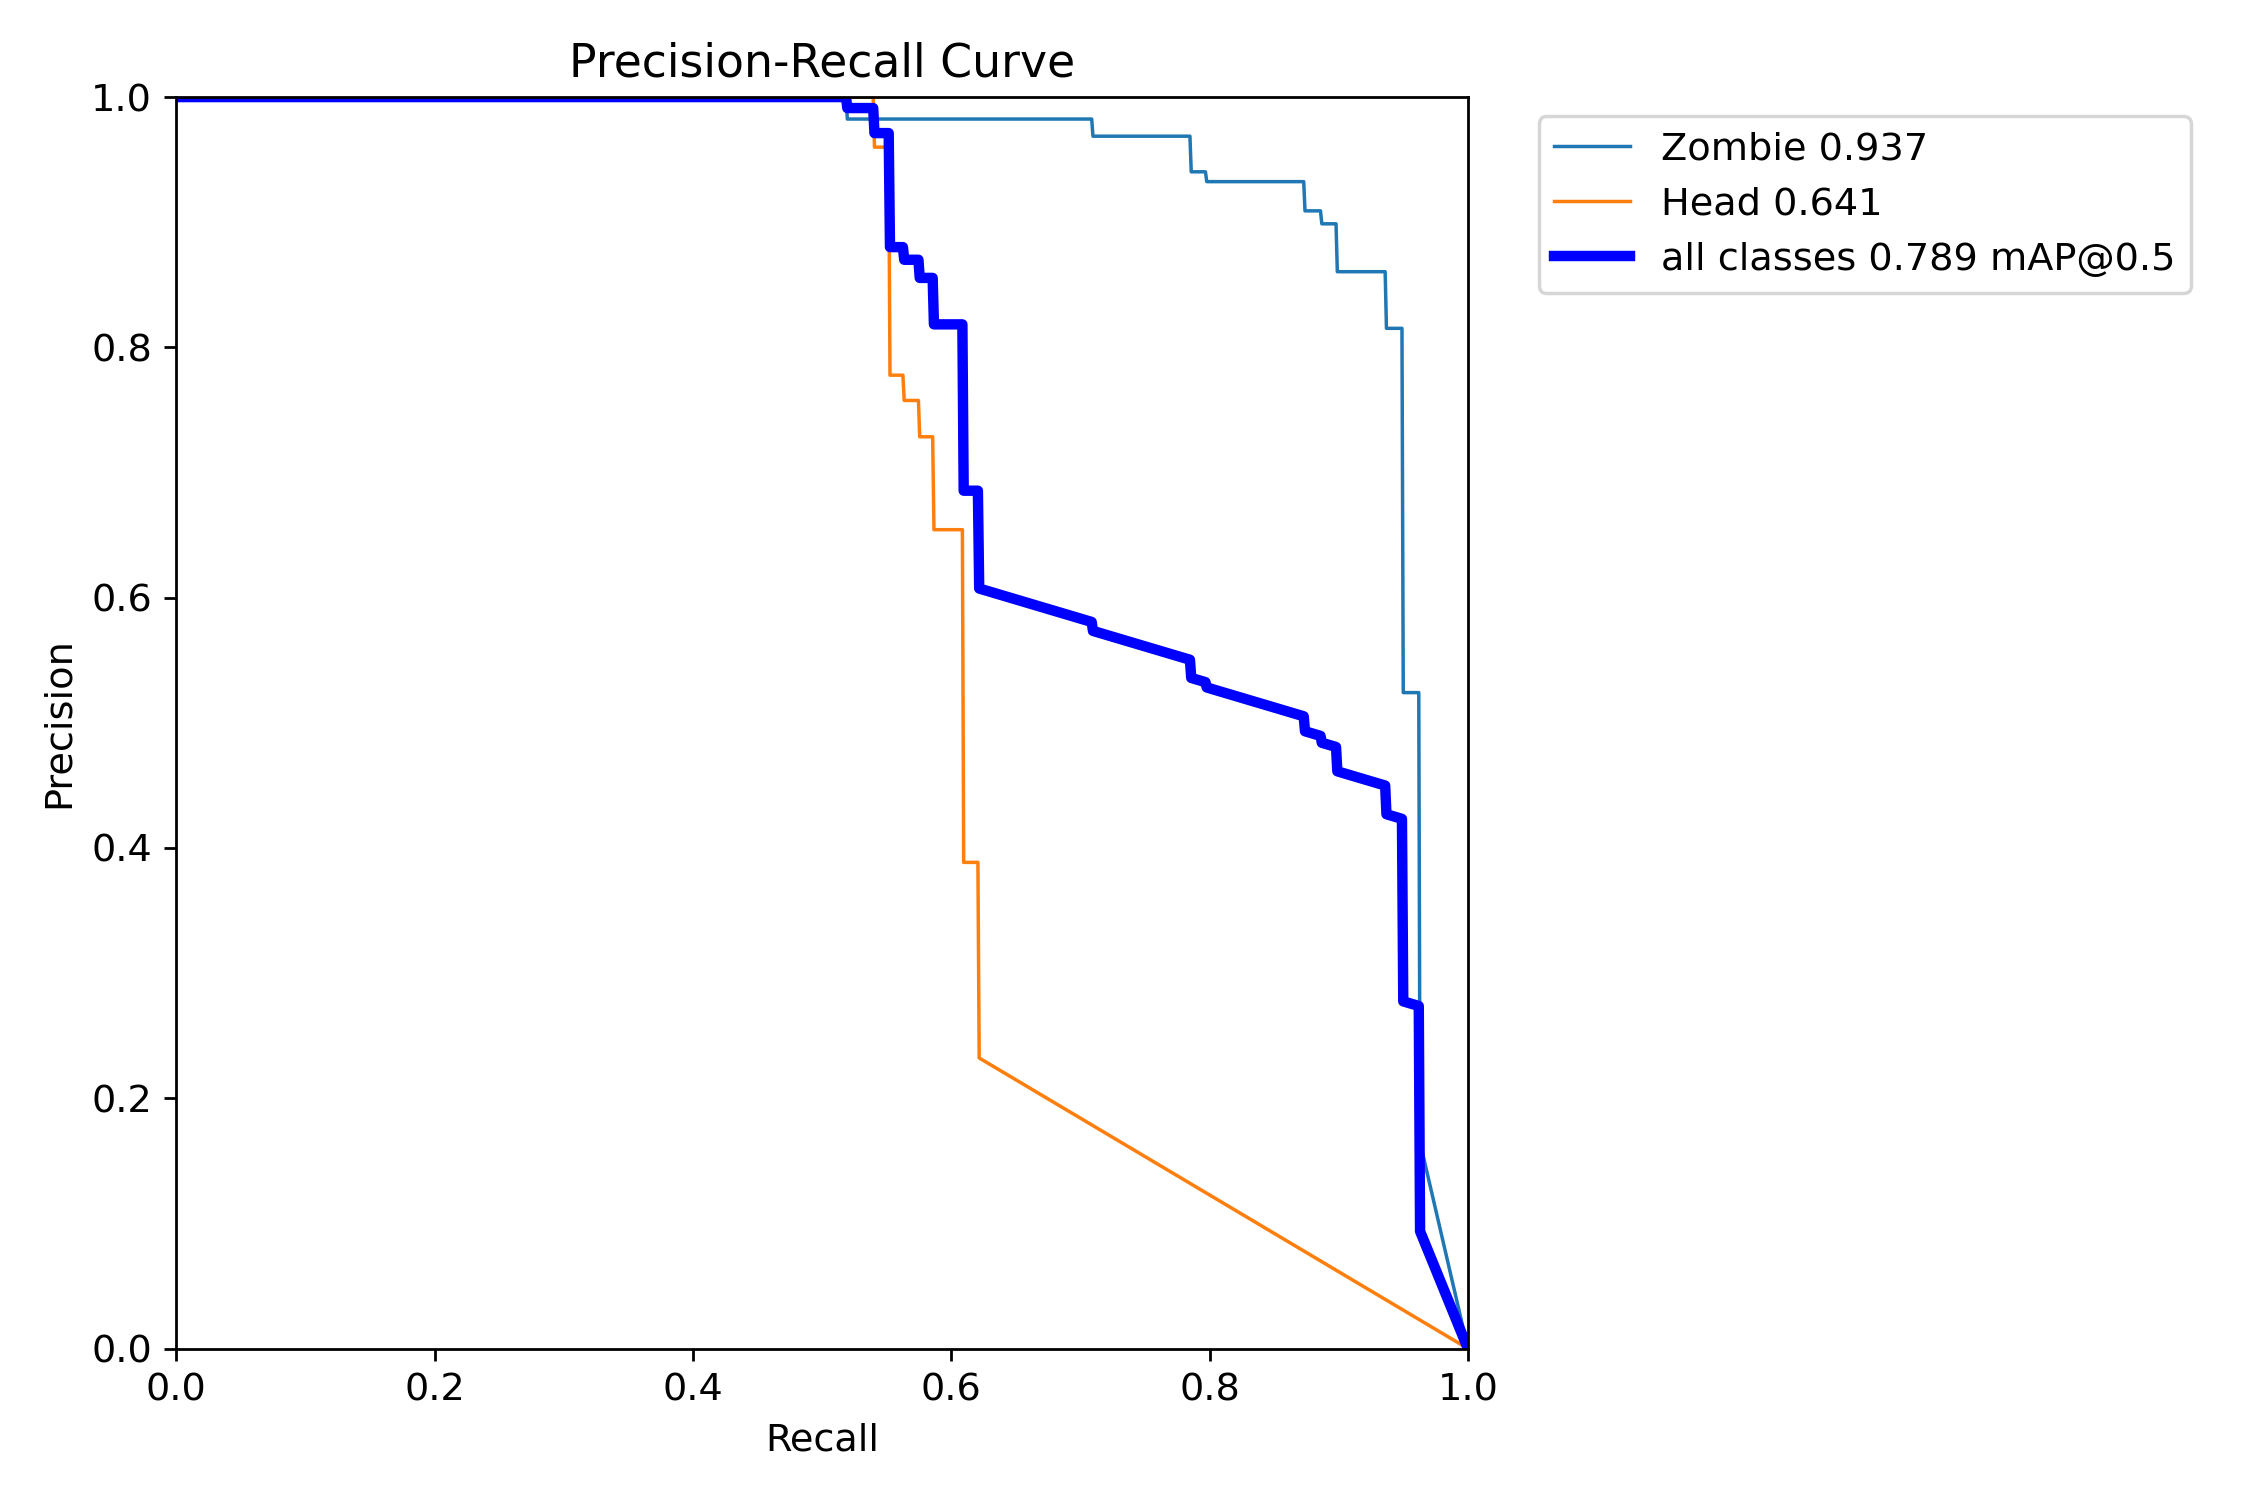 Precision-Recall Curve
1.0
0.8
0.6
0.4
0.2
0.0
Precision
0.0 0.2 0.4 0.6 0.8 1.0
Recall
Zombie 0.937
Head 0.641
all classes 0.789 mAP@0.5